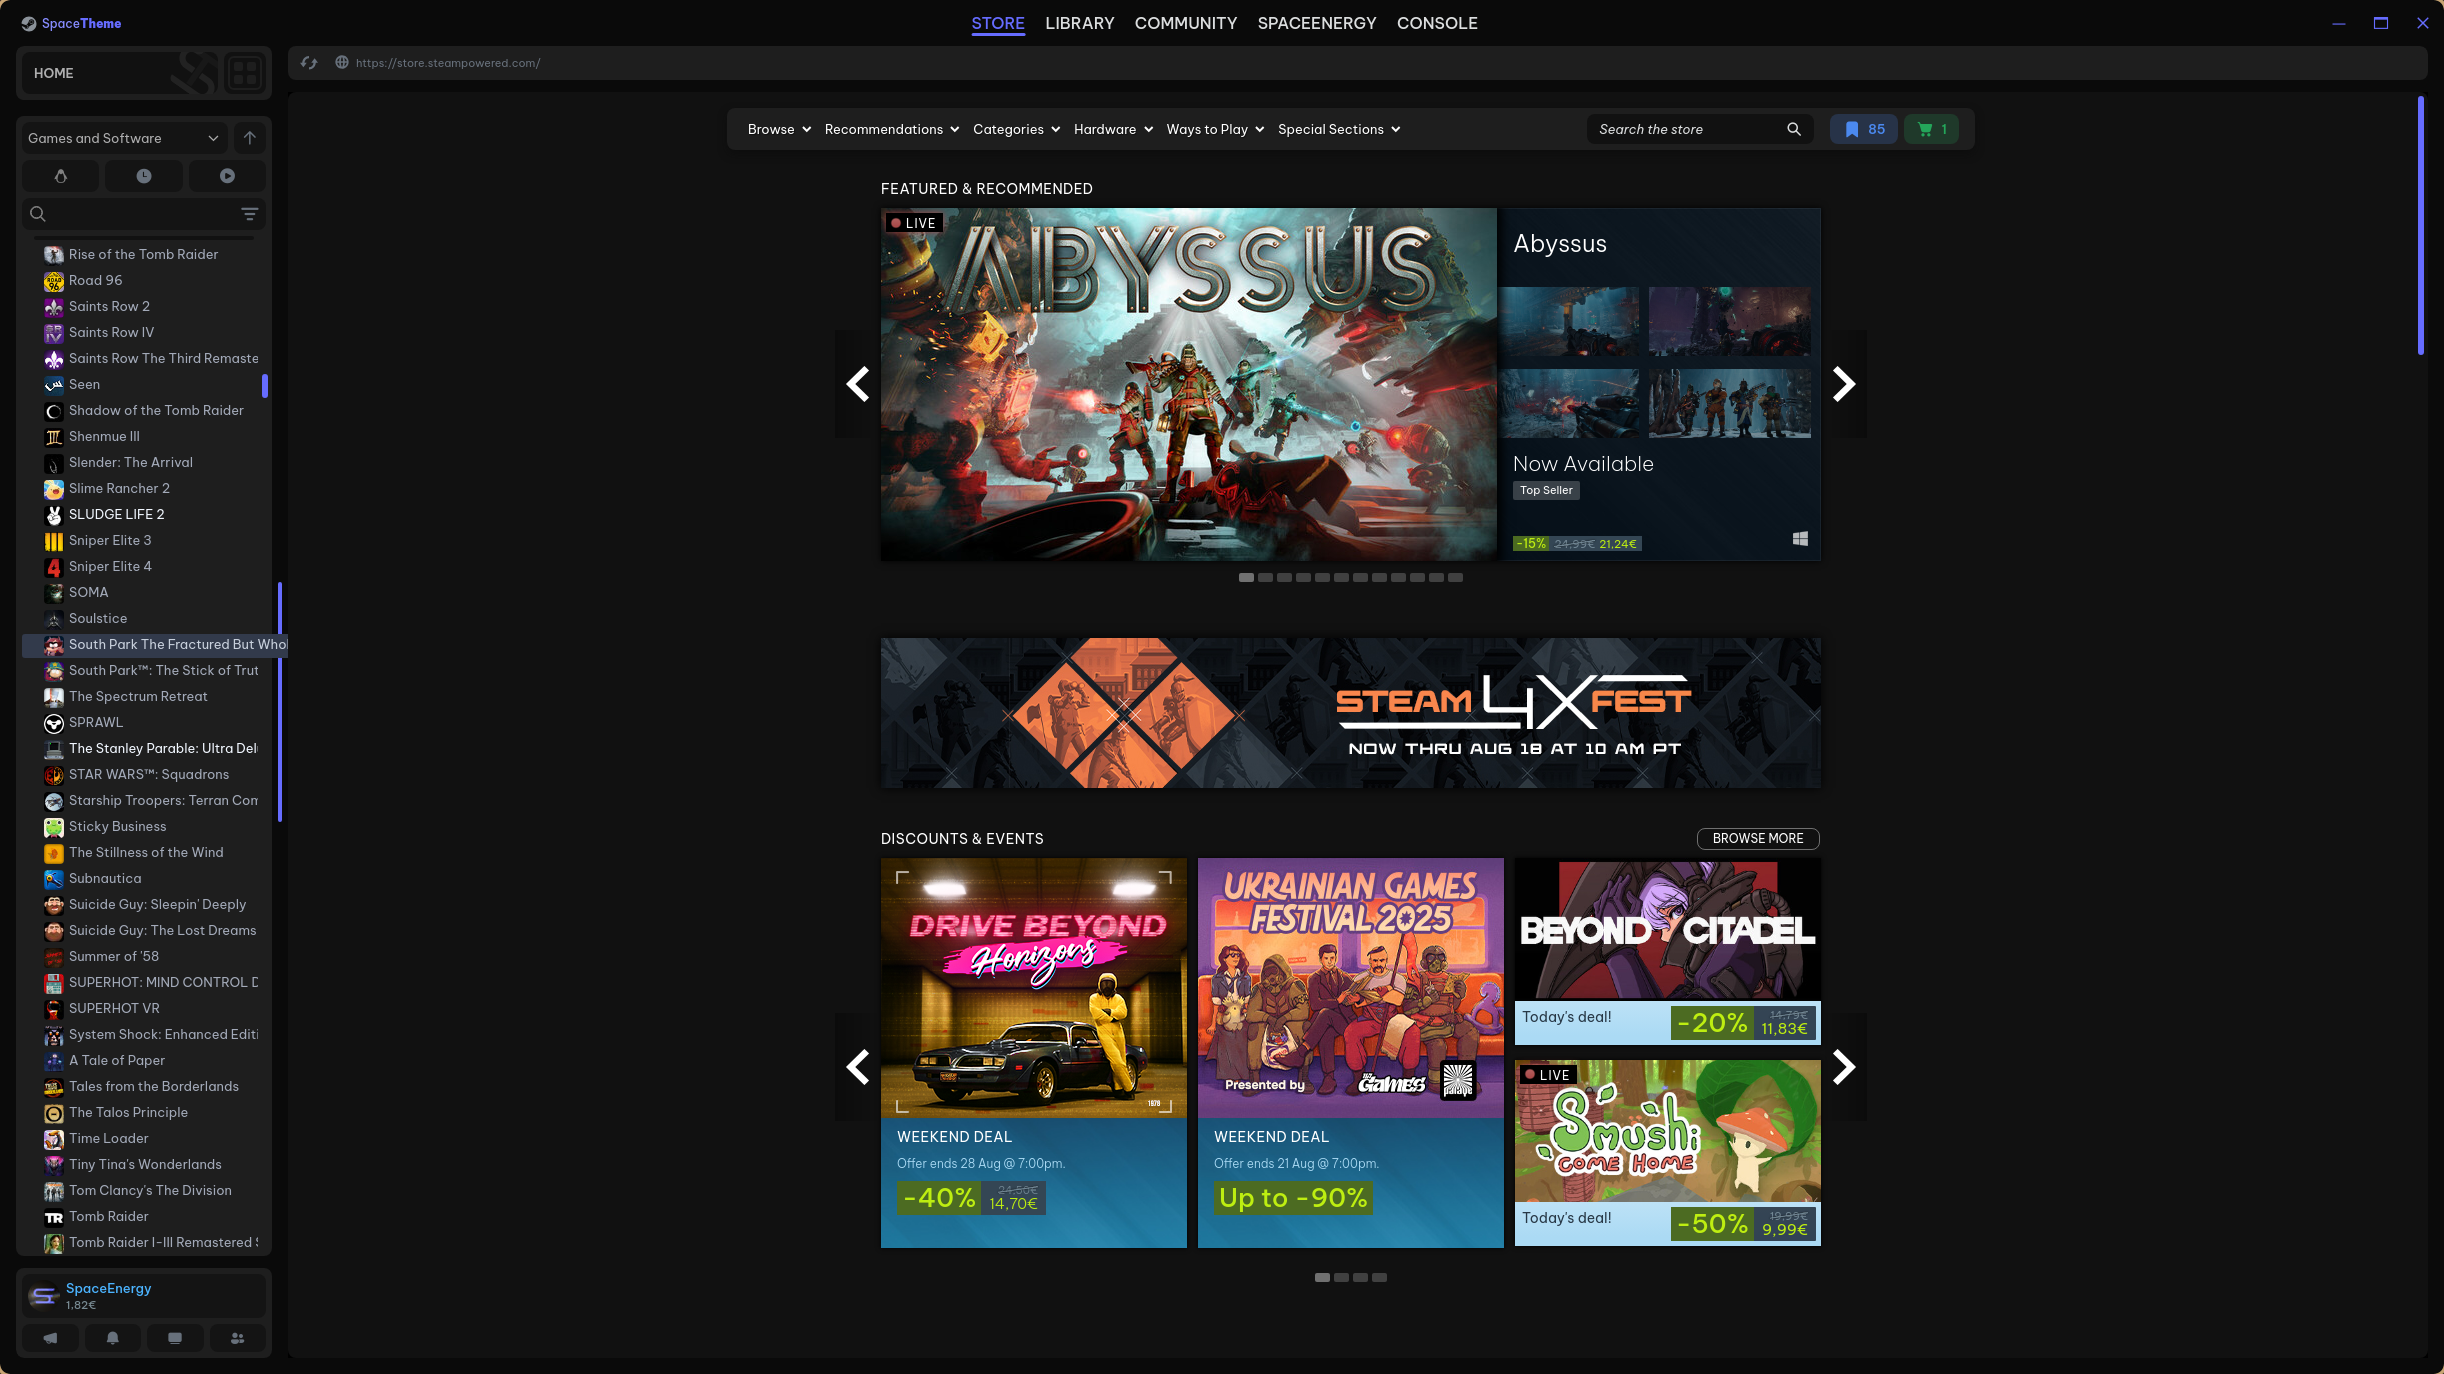 SpaceTheme
STORE LIBRARY COMMUNITY SPACEENERGY CONSOLE
HOME
https://store.steampowered.com/
Games and Software
Rise of the Tomb Raider
Road 96
Saints Row 2
Saints Row IV
Saints Row The Third Remaste
Seen
Shadow of the Tomb Raider
Shenmue III
Slender: The Arrival
Slime Rancher 2
SLUDGE LIFE 2
Sniper Elite 3
Sniper Elite 4
SOMA
Soulstice
South Park The Fractured But Whol
South Park™: The Stick of Trut
The Spectrum Retreat
SPRAWL
The Stanley Parable: Ultra Del
STAR WARS™: Squadrons
Starship Troopers: Terran Com
Sticky Business
The Stillness of the Wind
Subnautica
Suicide Guy: Sleepin' Deeply
Suicide Guy: The Lost Dreams
Summer of '58
SUPERHOT: MIND CONTROL D
SUPERHOT VR
System Shock: Enhanced Editi
A Tale of Paper
Tales from the Borderlands
The Talos Principle
Time Loader
Tiny Tina's Wonderlands
Tom Clancy's The Division
Tomb Raider
Tomb Raider I-III Remastered S
SpaceEnergy
1,82€
Browse Recommendations Categories Hardware Ways to Play Special Sections
Search the store
85
1
FEATURED & RECOMMENDED
LIVE
ABYSSUS
Abyssus
Now Available
Top Seller
-15% 24,99€ 21,24€
STEAM 4X FEST
NOW THRU AUG 18 AT 10 AM PT
DISCOUNTS & EVENTS
BROWSE MORE
DRIVE BEYOND
Horizons
1978
WEEKEND DEAL
Offer ends 28 Aug @ 7:00pm.
-40% 24,50€ 14,70€
UKRAINIAN GAMES
FESTIVAL 2025
Presented by
GAMES
palaye
WEEKEND DEAL
Offer ends 21 Aug @ 7:00pm.
Up to -90%
BEYOND CITADEL
Today's deal!
-20% 14,79€ 11,83€
LIVE
Smushi
COME HOME
Today's deal!
-50% 19,99€ 9,99€